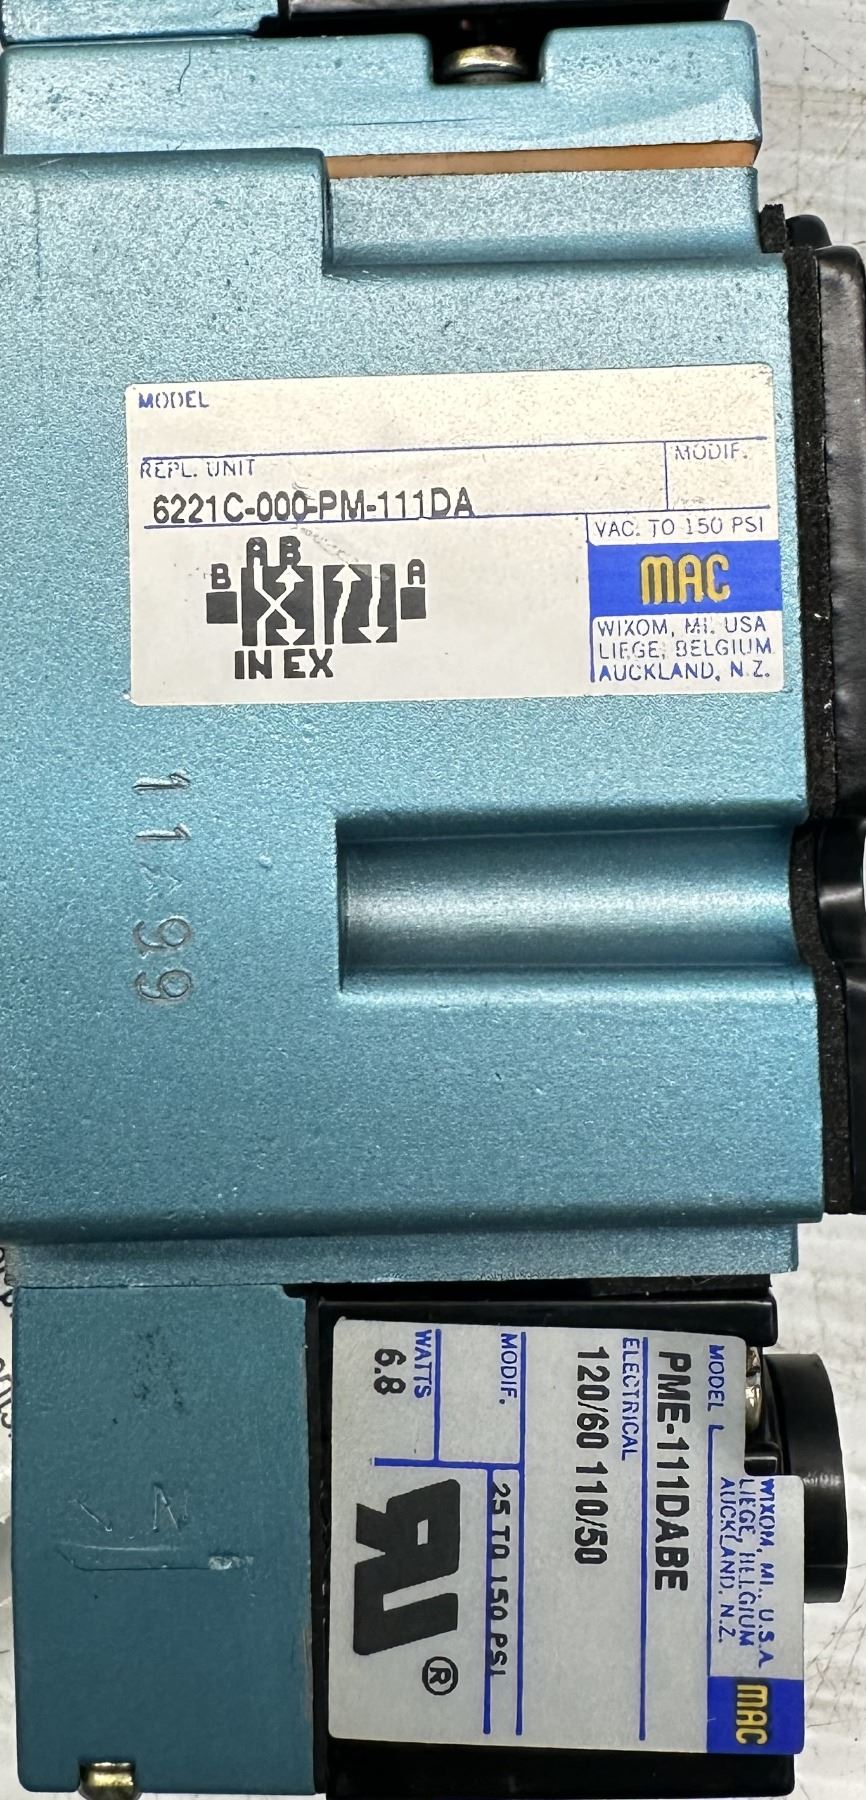 MODEL
REPL. UNIT
MODIF.
6221C-000-PM-111DA
VAC. TO 150 PSI
A B
B
A
IN EX
MAC
WIXOM, MI. USA
LIEGE, BELGIUM
AUCKLAND, N.Z.
11 99
WIXOM, MI., U.S.A
LIEGE, BELGIUM
AUCKLAND, N.Z.
MAC
MODEL
PME-111DABE
ELECTRICAL
120/60 110/50
MODIF.
25 TO 150 PSI
WATTS
6.8
®